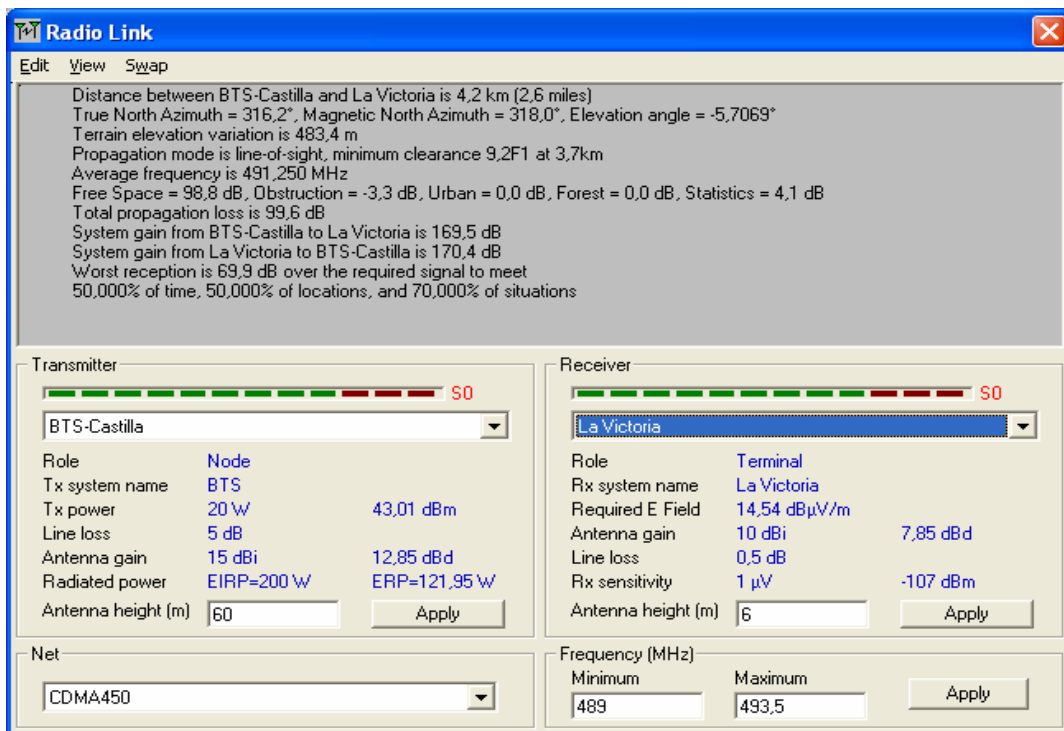 Radio Link
Edit View Swap
Distance between BTS-Castilla and La Victoria is 4,2 km (2,6 miles)
True North Azimuth = 316,2°, Magnetic North Azimuth = 318,0°, Elevation angle = -5,7069°
Terrain elevation variation is 483,4 m
Propagation mode is line-of-sight, minimum clearance 9,2F1 at 3,7km
Average frequency is 491,250 MHz
Free Space = 98,8 dB, Obstruction = -3,3 dB, Urban = 0,0 dB, Forest = 0,0 dB, Statistics = 4,1 dB
Total propagation loss is 99,6 dB
System gain from BTS-Castilla to La Victoria is 169,5 dB
System gain from La Victoria to BTS-Castilla is 170,4 dB
Worst reception is 69,9 dB over the required signal to meet
50,000% of time, 50,000% of locations, and 70,000% of situations
Transmitter
S0
BTS-Castilla
Role Node
Tx system name BTS
Tx power 20 W 43,01 dBm
Line loss 5 dB
Antenna gain 15 dBi 12,85 dBd
Radiated power EIRP=200 W ERP=121,95 W
Antenna height (m) 60 Apply
Receiver
S0
La Victoria
Role Terminal
Rx system name La Victoria
Required E Field 14,54 dBµV/m
Antenna gain 10 dBi 7,85 dBd
Line loss 0,5 dB
Rx sensitivity 1 µV -107 dBm
Antenna height (m) 6 Apply
Net
CDMA450
Frequency (MHz)
Minimum Maximum
489 493,5 Apply